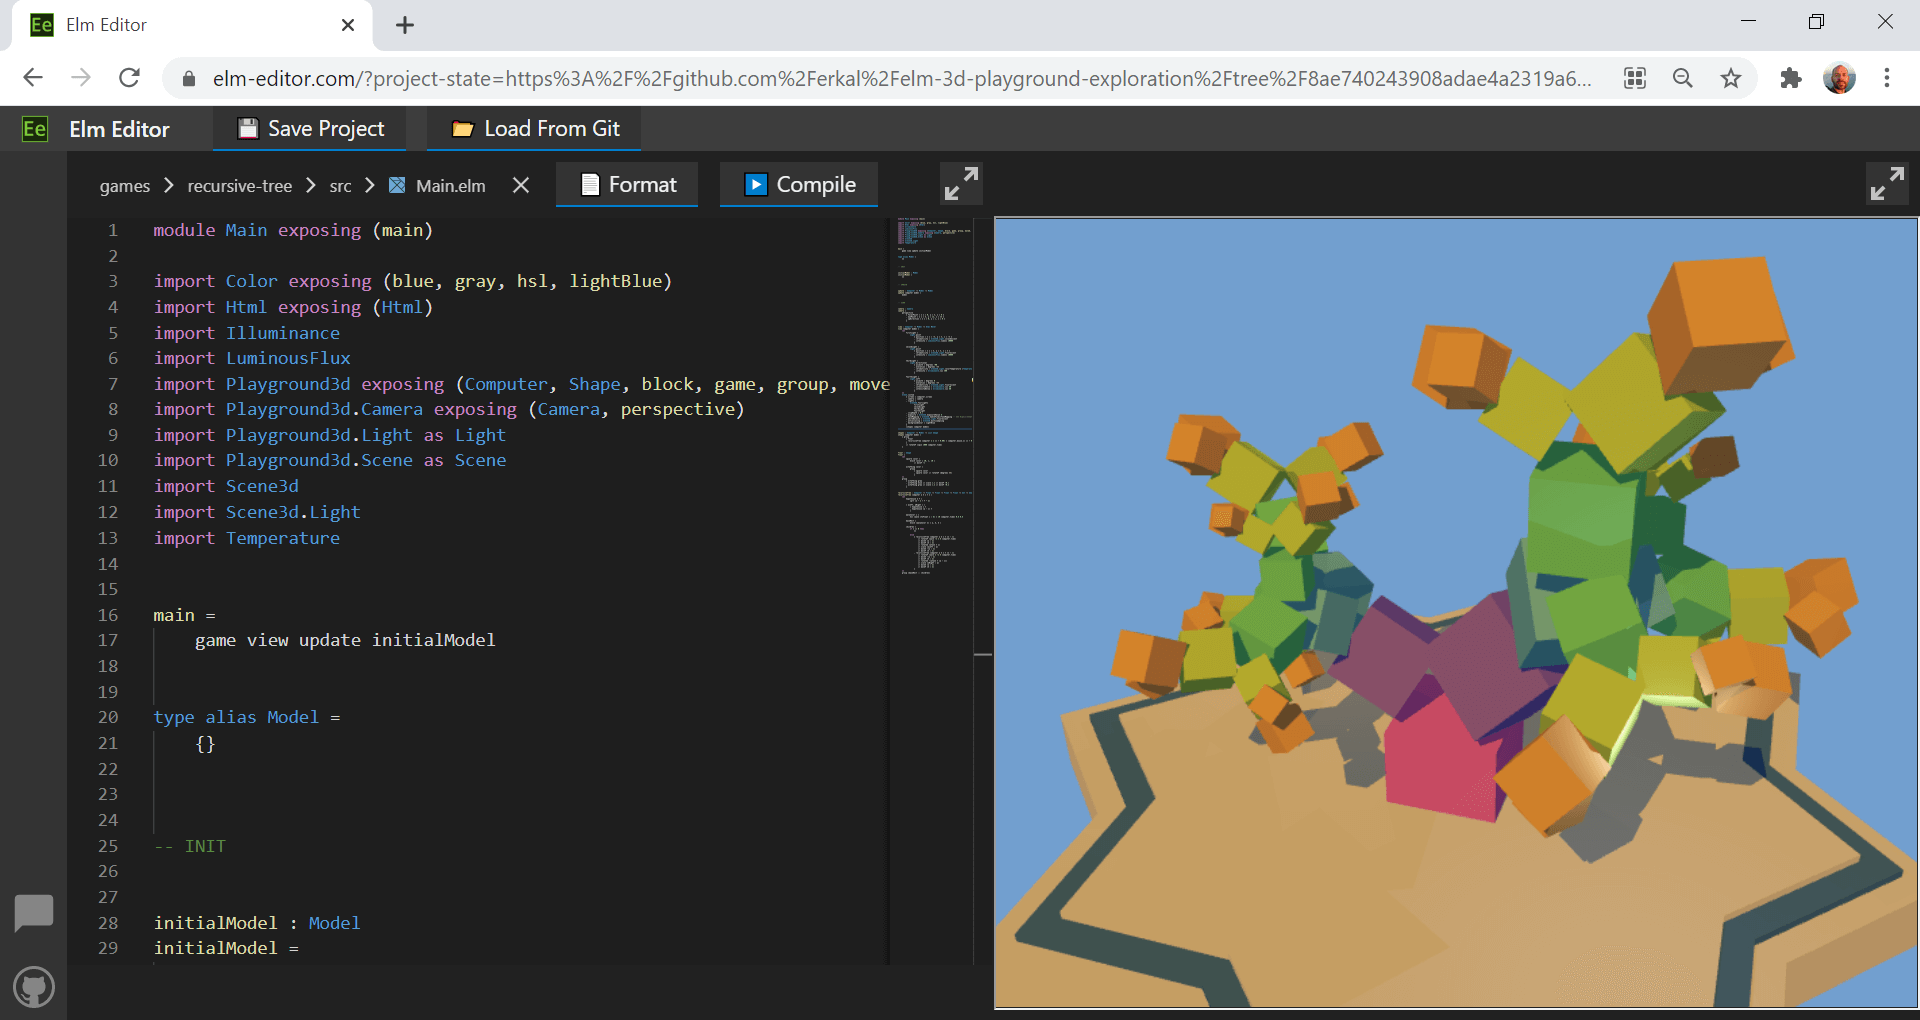 Ee Elm Editor
elm-editor.com/?project-state=https%3A%2F%2Fgithub.com%2Ferkal%2Felm-3d-playground-exploration%2Ftree%2F8ae740243908adae4a2319a6...
Ee Elm Editor Save Project Load From Git
games recursive-tree src Main.elm Format Compile
1 module Main exposing (main)
2
3 import Color exposing (blue, gray, hsl, lightBlue)
4 import Html exposing (Html)
5 import Illuminance
6 import LuminousFlux
7 import Playground3d exposing (Computer, Shape, block, game, group, move
8 import Playground3d.Camera exposing (Camera, perspective)
9 import Playground3d.Light as Light
10 import Playground3d.Scene as Scene
11 import Scene3d
12 import Scene3d.Light
13 import Temperature
14
15
16 main =
17 game view update initialModel
18
19
20 type alias Model =
21 {}
22
23
24
25 -- INIT
26
27
28 initialModel : Model
29 initialModel =